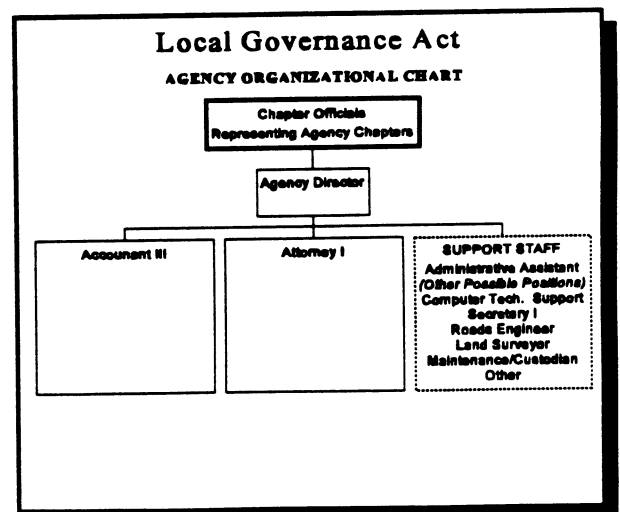 Local Governance Act
AGENCY ORGANIZATIONAL CHART
Chapter Officials
Representing Agency Chapters
Agency Director
Accounant III
Attorney I
SUPPORT STAFF
Administrative Assistant
(Other Possible Positions)
Computer Tech. Support
Secretary I
Roads Engineer
Land Surveyor
Maintenance/Custodian
Other